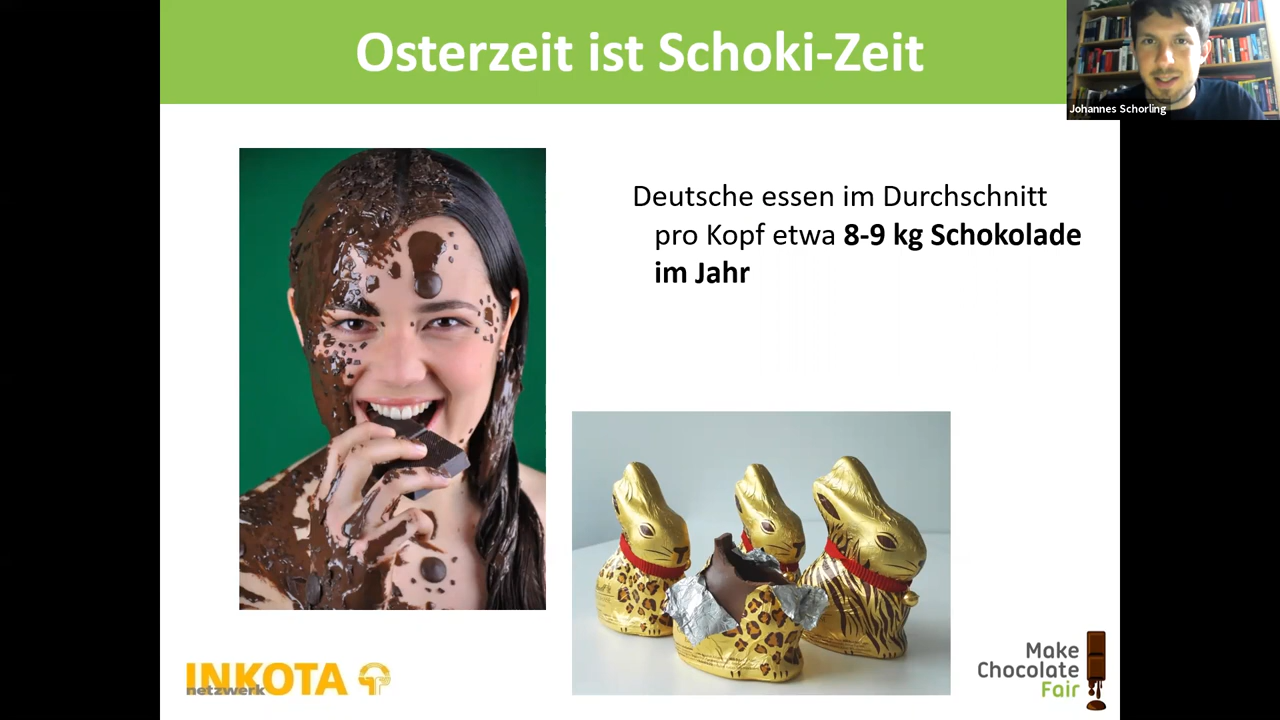 Osterzeit ist Schoki-Zeit
Johannes Schorling
Deutsche essen im Durchschnitt
pro Kopf etwa 8-9 kg Schokolade
im Jahr
INKOTA
netzwerk
Make
Chocolate
Fair